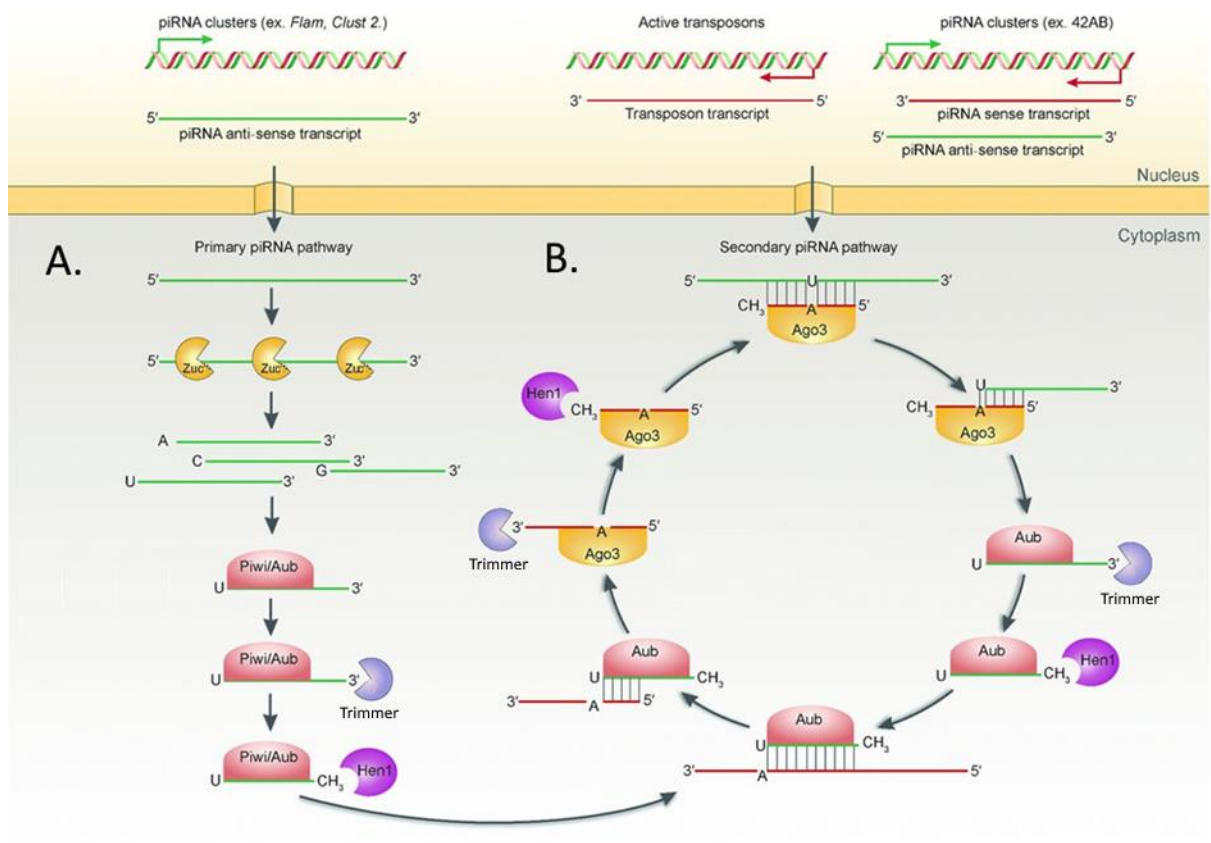 piRNA clusters (ex. Flam, Clust 2.)
Active transposons
piRNA clusters (ex. 42AB)
5′ 3′
piRNA anti-sense transcript
3′ 5′
Transposon transcript
3′ 5′
piRNA sense transcript
5′ 3′
piRNA anti-sense transcript
Nucleus
Cytoplasm
A.
Primary piRNA pathway
5′ 3′
5′ Zuc Zuc Zuc 3′
A 3′
C 3′
G 3′
U 3′
Piwi/Aub
U 3′
Piwi/Aub
U 3′
Trimmer
Piwi/Aub
U CH3 Hen1
B.
Secondary piRNA pathway
5′ U 3′
CH3 A 5′
Ago3
U 3′
CH3 A 5′
Ago3
Aub
U 3′
Trimmer
Aub
U CH3 Hen1
Aub
U CH3
3′ A 5′
Aub
U CH3
3′ A 5′
3′ A 5′
Ago3
Trimmer
Hen1
CH3 A 5′
Ago3